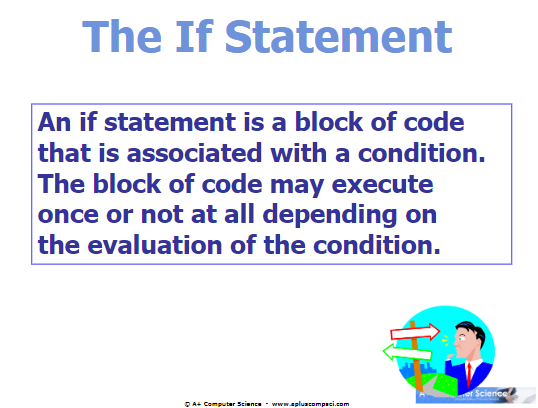 The If Statement
An if statement is a block of code
that is associated with a condition.
The block of code may execute
once or not at all depending on
the evaluation of the condition.
Computer Science
© A+ Computer Science - www.apluscompsci.com